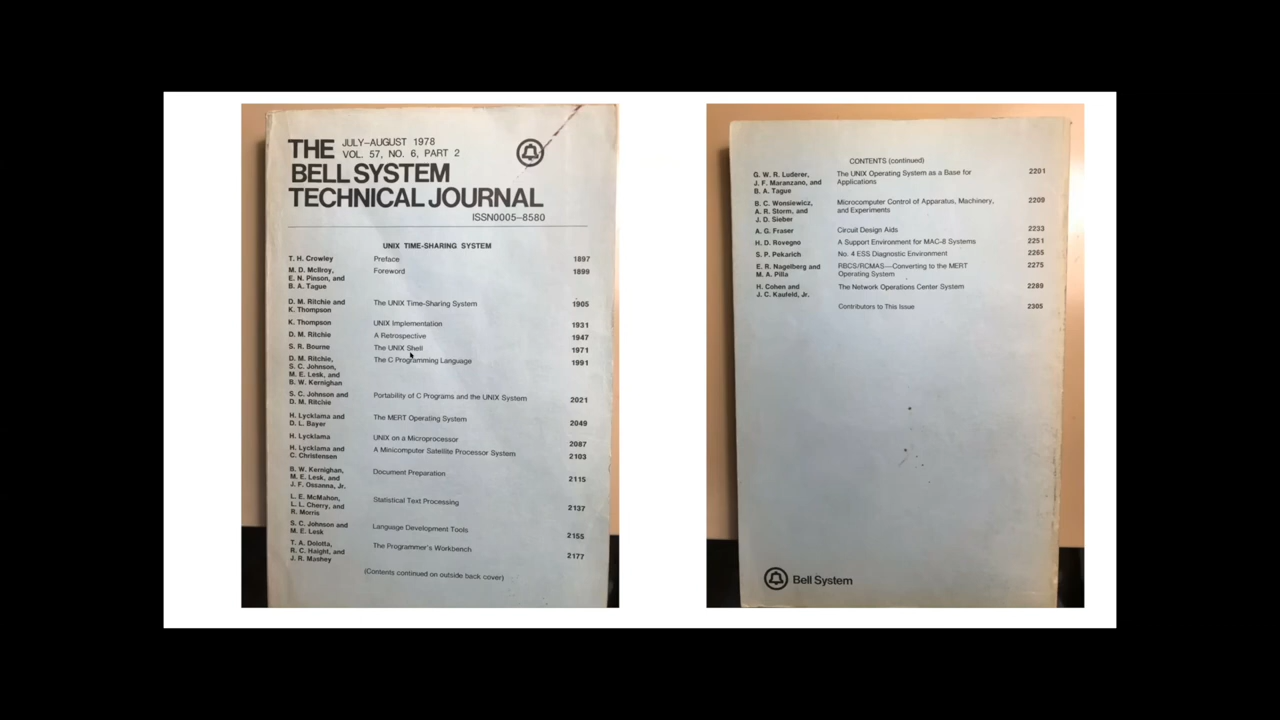 THE JULY–AUGUST 1978
VOL. 57, NO. 6, PART 2
BELL SYSTEM
TECHNICAL JOURNAL
ISSN0005–8580
UNIX TIME-SHARING SYSTEM
T. H. Crowley Preface 1897
M. D. McIlroy, Foreword 1899
E. N. Pinson, and
B. A. Tague
D. M. Ritchie and The UNIX Time-Sharing System 1905
K. Thompson
K. Thompson UNIX Implementation 1931
D. M. Ritchie A Retrospective 1947
S. R. Bourne The UNIX Shell 1971
D. M. Ritchie, The C Programming Language 1991
S. C. Johnson,
M. E. Lesk, and
B. W. Kernighan
S. C. Johnson and Portability of C Programs and the UNIX System 2021
D. M. Ritchie
H. Lycklama and The MERT Operating System 2049
D. L. Bayer
H. Lycklama UNIX on a Microprocessor 2087
H. Lycklama and A Minicomputer Satellite Processor System 2103
C. Christensen
B. W. Kernighan, Document Preparation 2115
M. E. Lesk, and
J. F. Ossanna, Jr.
L. E. McMahon, Statistical Text Processing 2137
L. L. Cherry, and
R. Morris
S. C. Johnson and Language Development Tools 2155
M. E. Lesk
T. A. Dolotta, The Programmer's Workbench 2177
R. C. Haight, and
J. R. Mashey
(Contents continued on outside back cover)
CONTENTS (continued)
G. W. R. Luderer, The UNIX Operating System as a Base for 2201
J. F. Maranzano, and Applications
B. A. Tague
B. C. Wonsiewicz, Microcomputer Control of Apparatus, Machinery, 2209
A. R. Storm, and and Experiments
J. D. Sieber
A. G. Fraser Circuit Design Aids 2233
H. D. Rovegno A Support Environment for MAC-8 Systems 2251
S. P. Pekarich No. 4 ESS Diagnostic Environment 2265
E. R. Nagelberg and RBCS/RCMAS—Converting to the MERT 2275
M. A. Pilla Operating System
H. Cohen and The Network Operations Center System 2289
J. C. Kaufeld, Jr.
Contributors to This Issue 2305
Bell System